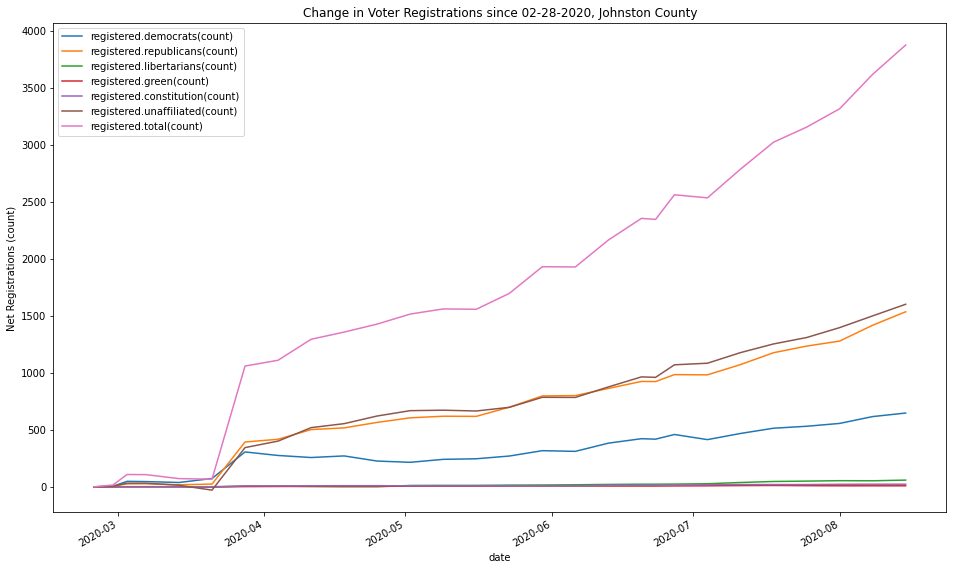 Change in Voter Registrations since 02-28-2020, Johnston County
registered.democrats(count)
registered.republicans(count)
registered.libertarians(count)
registered.green(count)
registered.constitution(count)
registered.unaffiliated(count)
registered.total(count)
Net Registrations (count)
4000
3500
3000
2500
2000
1500
1000
500
0
2020-03
2020-04
2020-05
2020-06
2020-07
2020-08
date